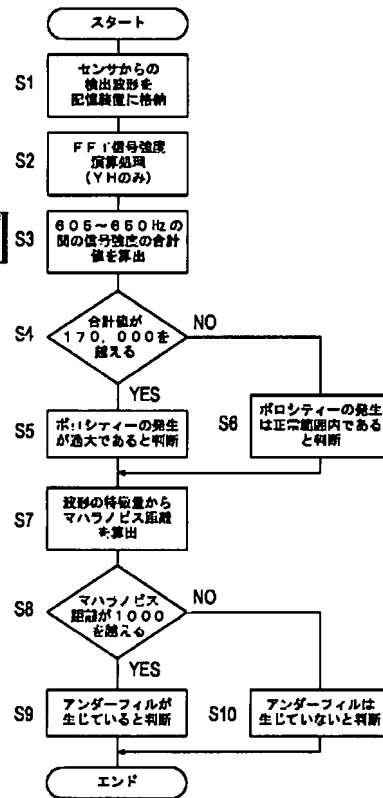 スタート
S1
センサからの
検出波形を
記憶装置に格納
S2
FFT信号強度
演算処理
(YHのみ)
S3
605~650Hzの
間の信号強度の合計
値を算出
S4
合計値が
170,000を
越える
NO
YES
S5
ポロシティーの発生
が過大であると判断
S6
ポロシティーの発生
は正常範囲内である
と判断
S7
波形の特徴量から
マハラノビス距離
を算出
S8
マハラノビス
距離が1000
を越える
NO
YES
S9
アンダーフィルが
生じていると判断
S10
アンダーフィルは
生じていないと判断
エンド